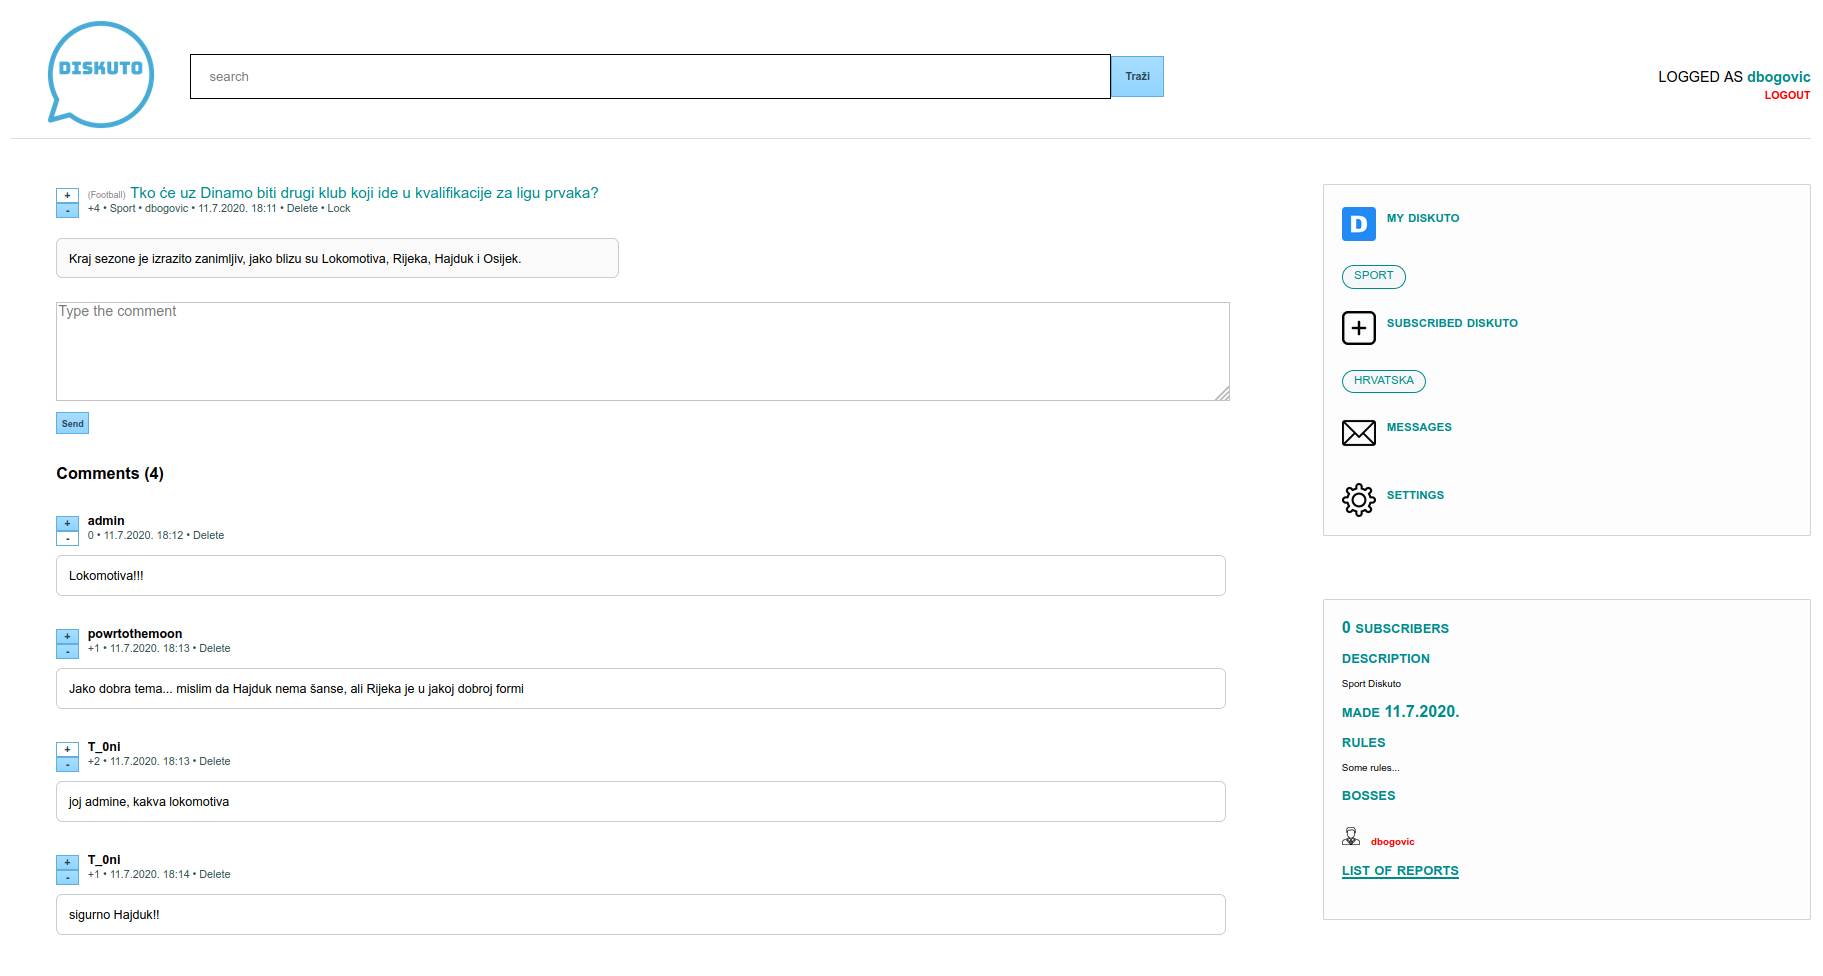 DISKUTO
search
Traži
LOGGED AS dbogovic
LOGOUT
+
-
(Football) Tko će uz Dinamo biti drugi klub koji ide u kvalifikacije za ligu prvaka?
+4 • Sport • dbogovic • 11.7.2020. 18:11 • Delete • Lock
Kraj sezone je izrazito zanimljiv, jako blizu su Lokomotiva, Rijeka, Hajduk i Osijek.
Type the comment
Send
Comments (4)
+
-
admin
0 • 11.7.2020. 18:12 • Delete
Lokomotiva!!!
+
-
powrtothemoon
+1 • 11.7.2020. 18:13 • Delete
Jako dobra tema... mislim da Hajduk nema šanse, ali Rijeka je u jakoj dobroj formi
+
-
T_0ni
+2 • 11.7.2020. 18:13 • Delete
joj admine, kakva lokomotiva
+
-
T_0ni
+1 • 11.7.2020. 18:14 • Delete
sigurno Hajduk!!
D MY DISKUTO
SPORT
SUBSCRIBED DISKUTO
HRVATSKA
MESSAGES
SETTINGS
0 SUBSCRIBERS
DESCRIPTION
Sport Diskuto
MADE 11.7.2020.
RULES
Some rules...
BOSSES
dbogovic
LIST OF REPORTS